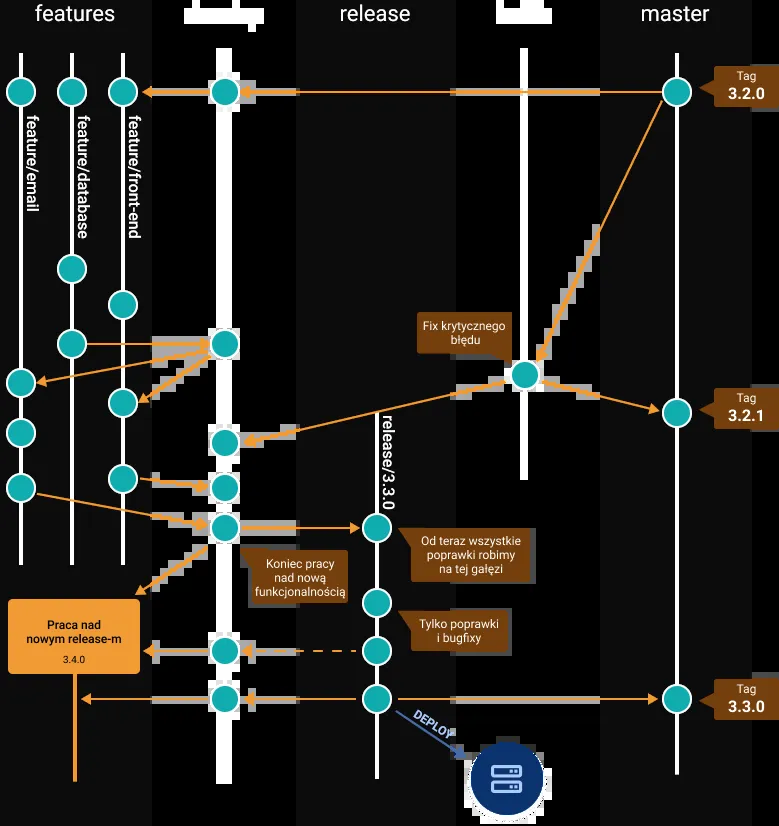 features
release
master
Tag
3.2.0
feature/email
feature/database
feature/front-end
Fix krytycznego
błędu
Tag
3.2.1
release/3.3.0
Od teraz wszystkie
poprawki robimy
na tej gałęzi
Koniec pracy
nad nową
funkcjonalnością
Praca nad
nowym release-m
3.4.0
Tylko poprawki
i bugfixy
Tag
3.3.0
DEPLOY